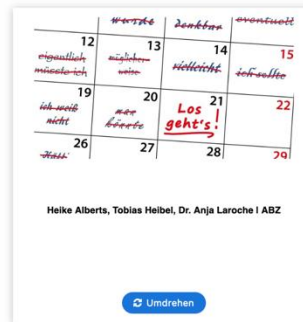 wurde denkbar eventuell
12 13 14 15
eigentlich müsste ich möglicher-weise vielleicht ich sollte
19 20 21 22
ich weiß nicht man könnte Los geht's!
26 27 28 29
Heike Alberts, Tobias Heibel, Dr. Anja Laroche | ABZ
Umdrehen